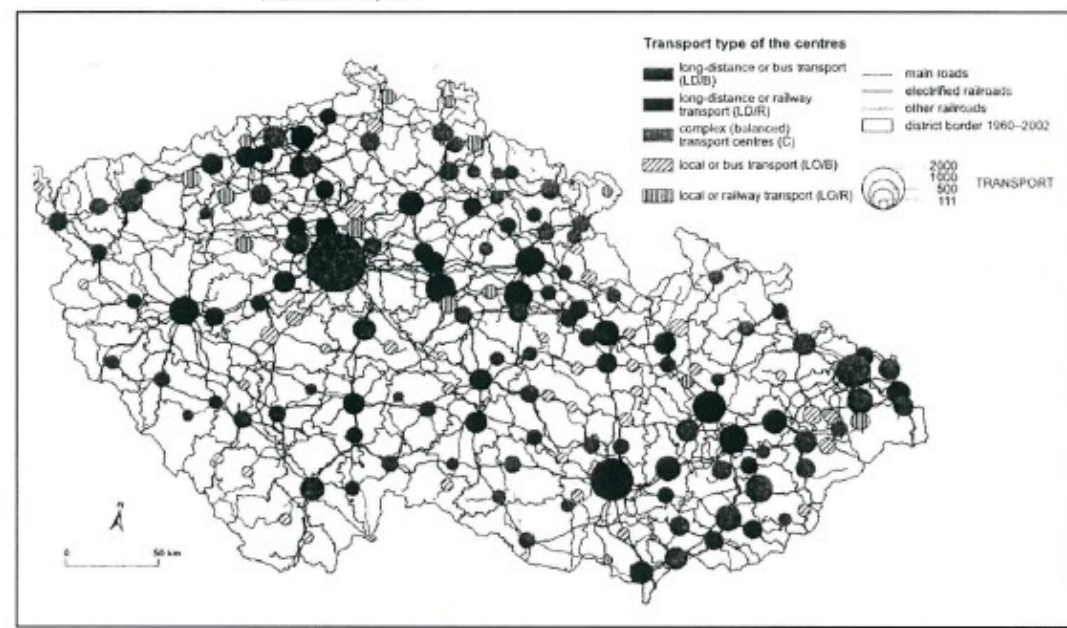 Transport type of the centres
long-distance or bus transport
(LD/B)
long-distance or railway
transport (LD/R)
complex (balanced)
transport centres (C)
local or bus transport (LO/B)
local or railway transport (LO/R)
main roads
electrified railroads
other railroads
district border 1960–2002
2000
1000
500
111
TRANSPORT
0
50 km